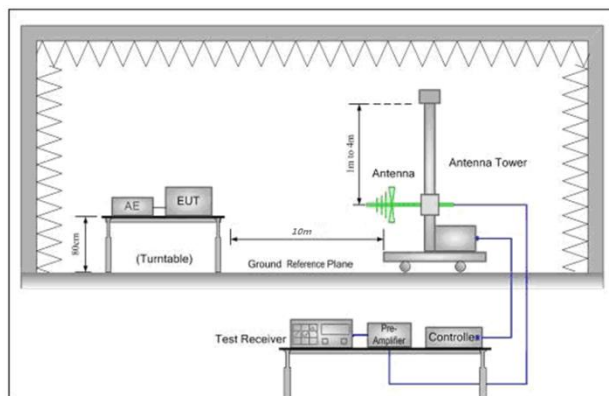 1m to 4m
Antenna
Antenna Tower
AE
EUT
80cm
(Turntable)
10m
Ground Reference Plane
Test Receiver
Pre-
Amplifier
Controller